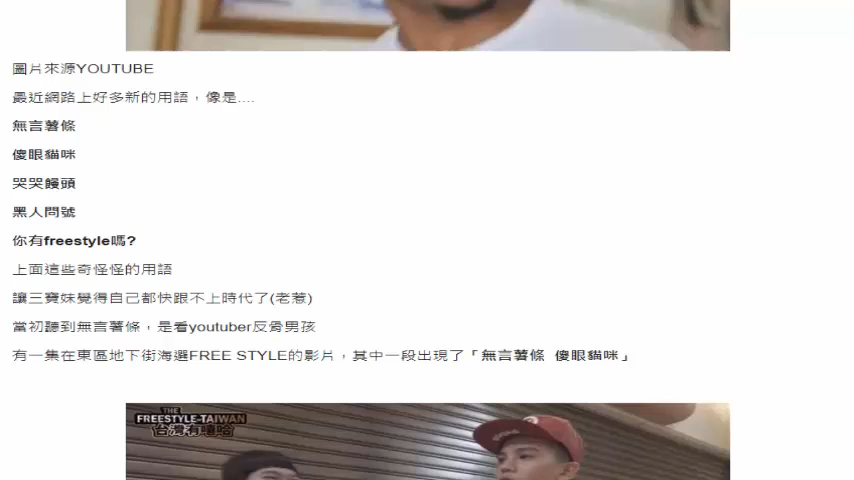 圖片來源YOUTUBE
最近網路上好多新的用語，像是....
無言薯條
傻眼貓咪
哭哭饅頭
黑人問號
你有freestyle嗎?
上面這些奇怪怪的用語
讓三寶妹覺得自己都快跟不上時代了(老惹)
當初聽到無言薯條，是看youtuber反骨男孩
有一集在東區地下街海選FREE STYLE的影片，其中一段出現了「無言薯條 傻眼貓咪」
THE
FREESTYLE-TAIWAN
台灣有嘻哈